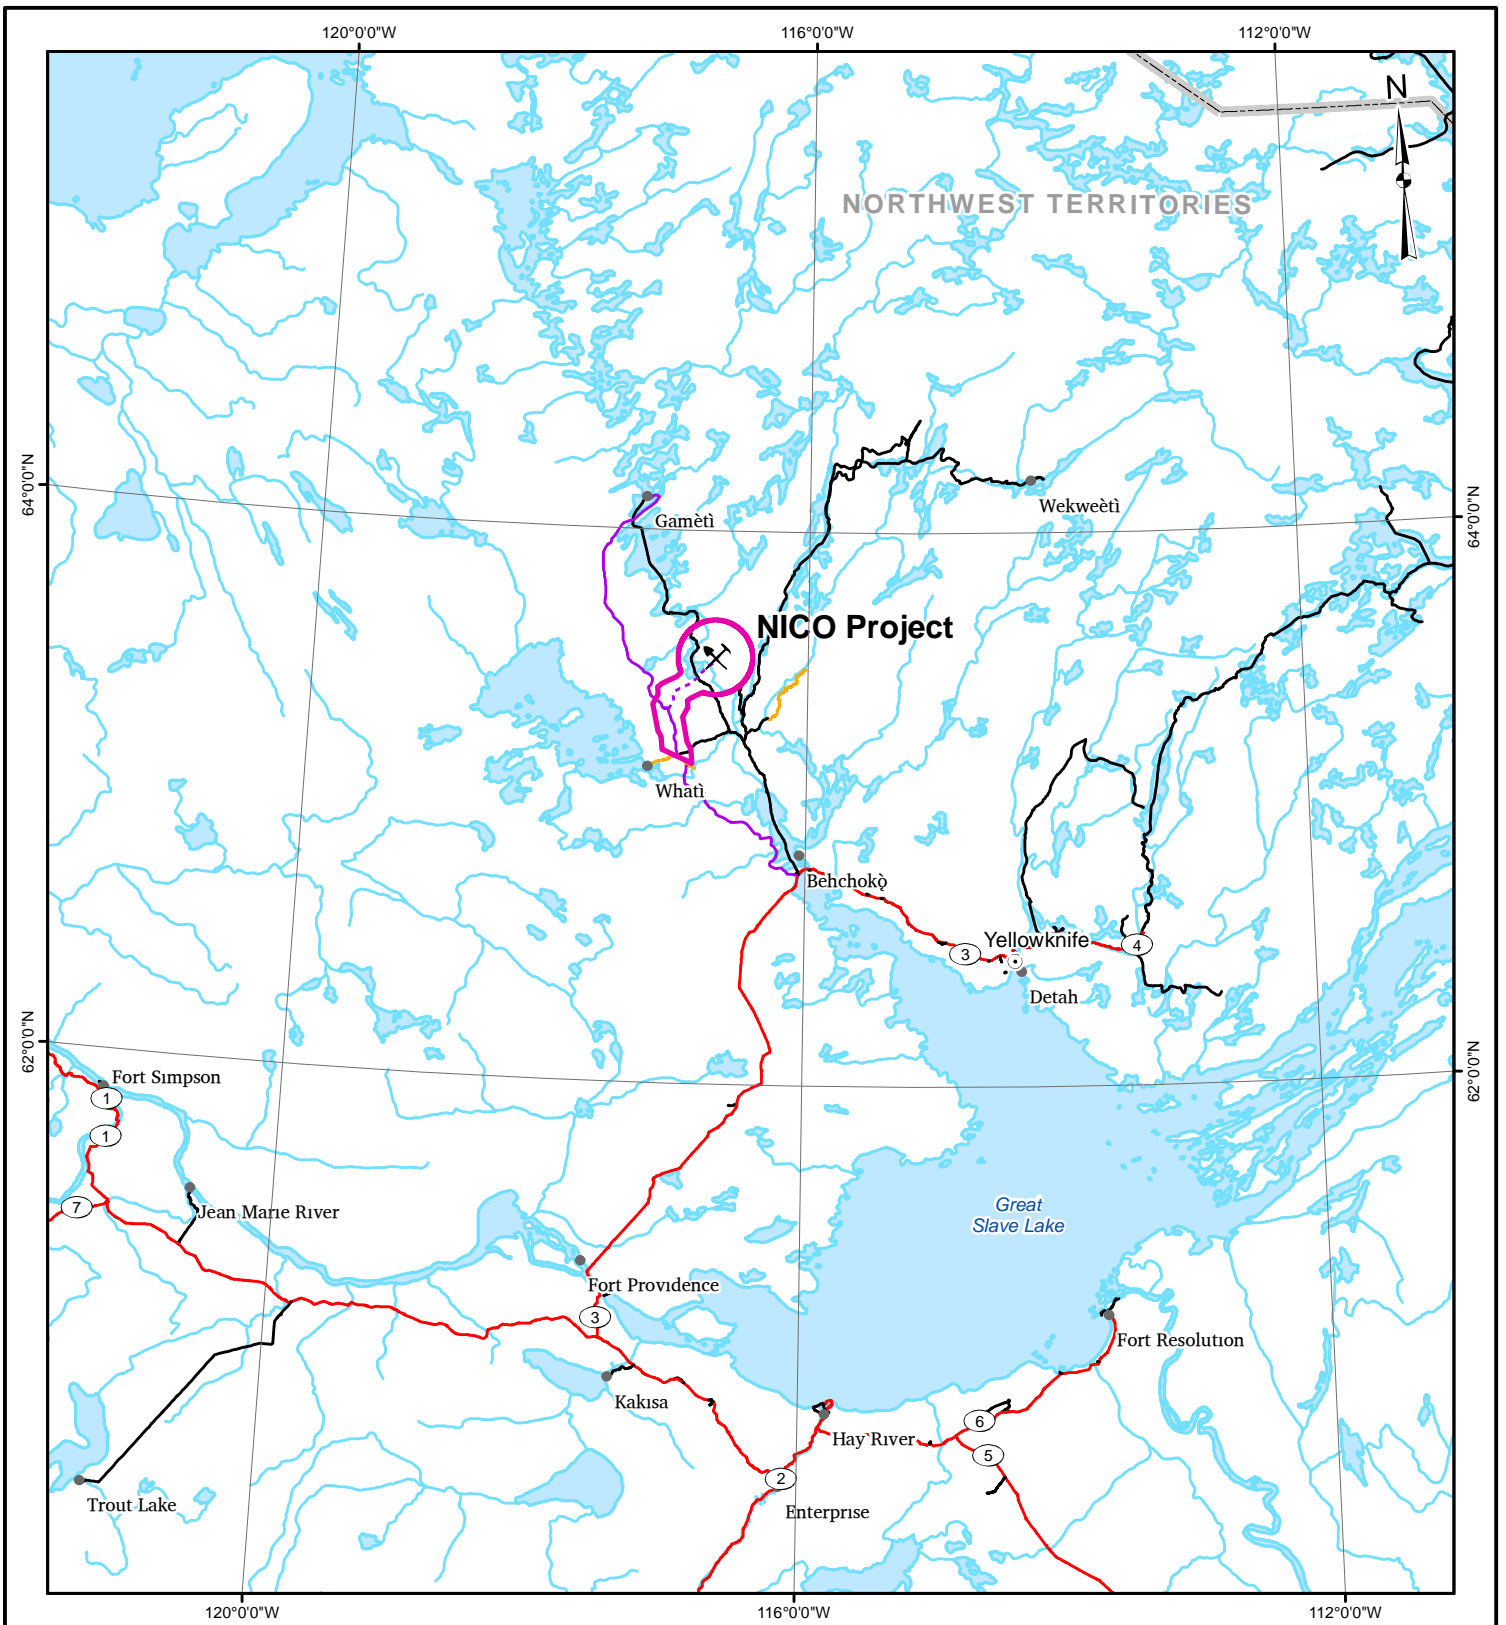 120°0'0"W
116°0'0"W
112°0'0"W
N
NORTHWEST TERRITORIES
64°0'0"N
64°0'0"N
Gamètì
Wekweètì
NICO Project
Whatì
Behchokǫ̀
Yellowknife
3
4
Detah
62°0'0"N
62°0'0"N
Fort Simpson
1
1
7
Jean Marie River
Great
Slave Lake
Fort Providence
3
Fort Resolution
Kakisa
6
Hay River
5
2
Trout Lake
Enterprise
120°0'0"W
116°0'0"W
112°0'0"W